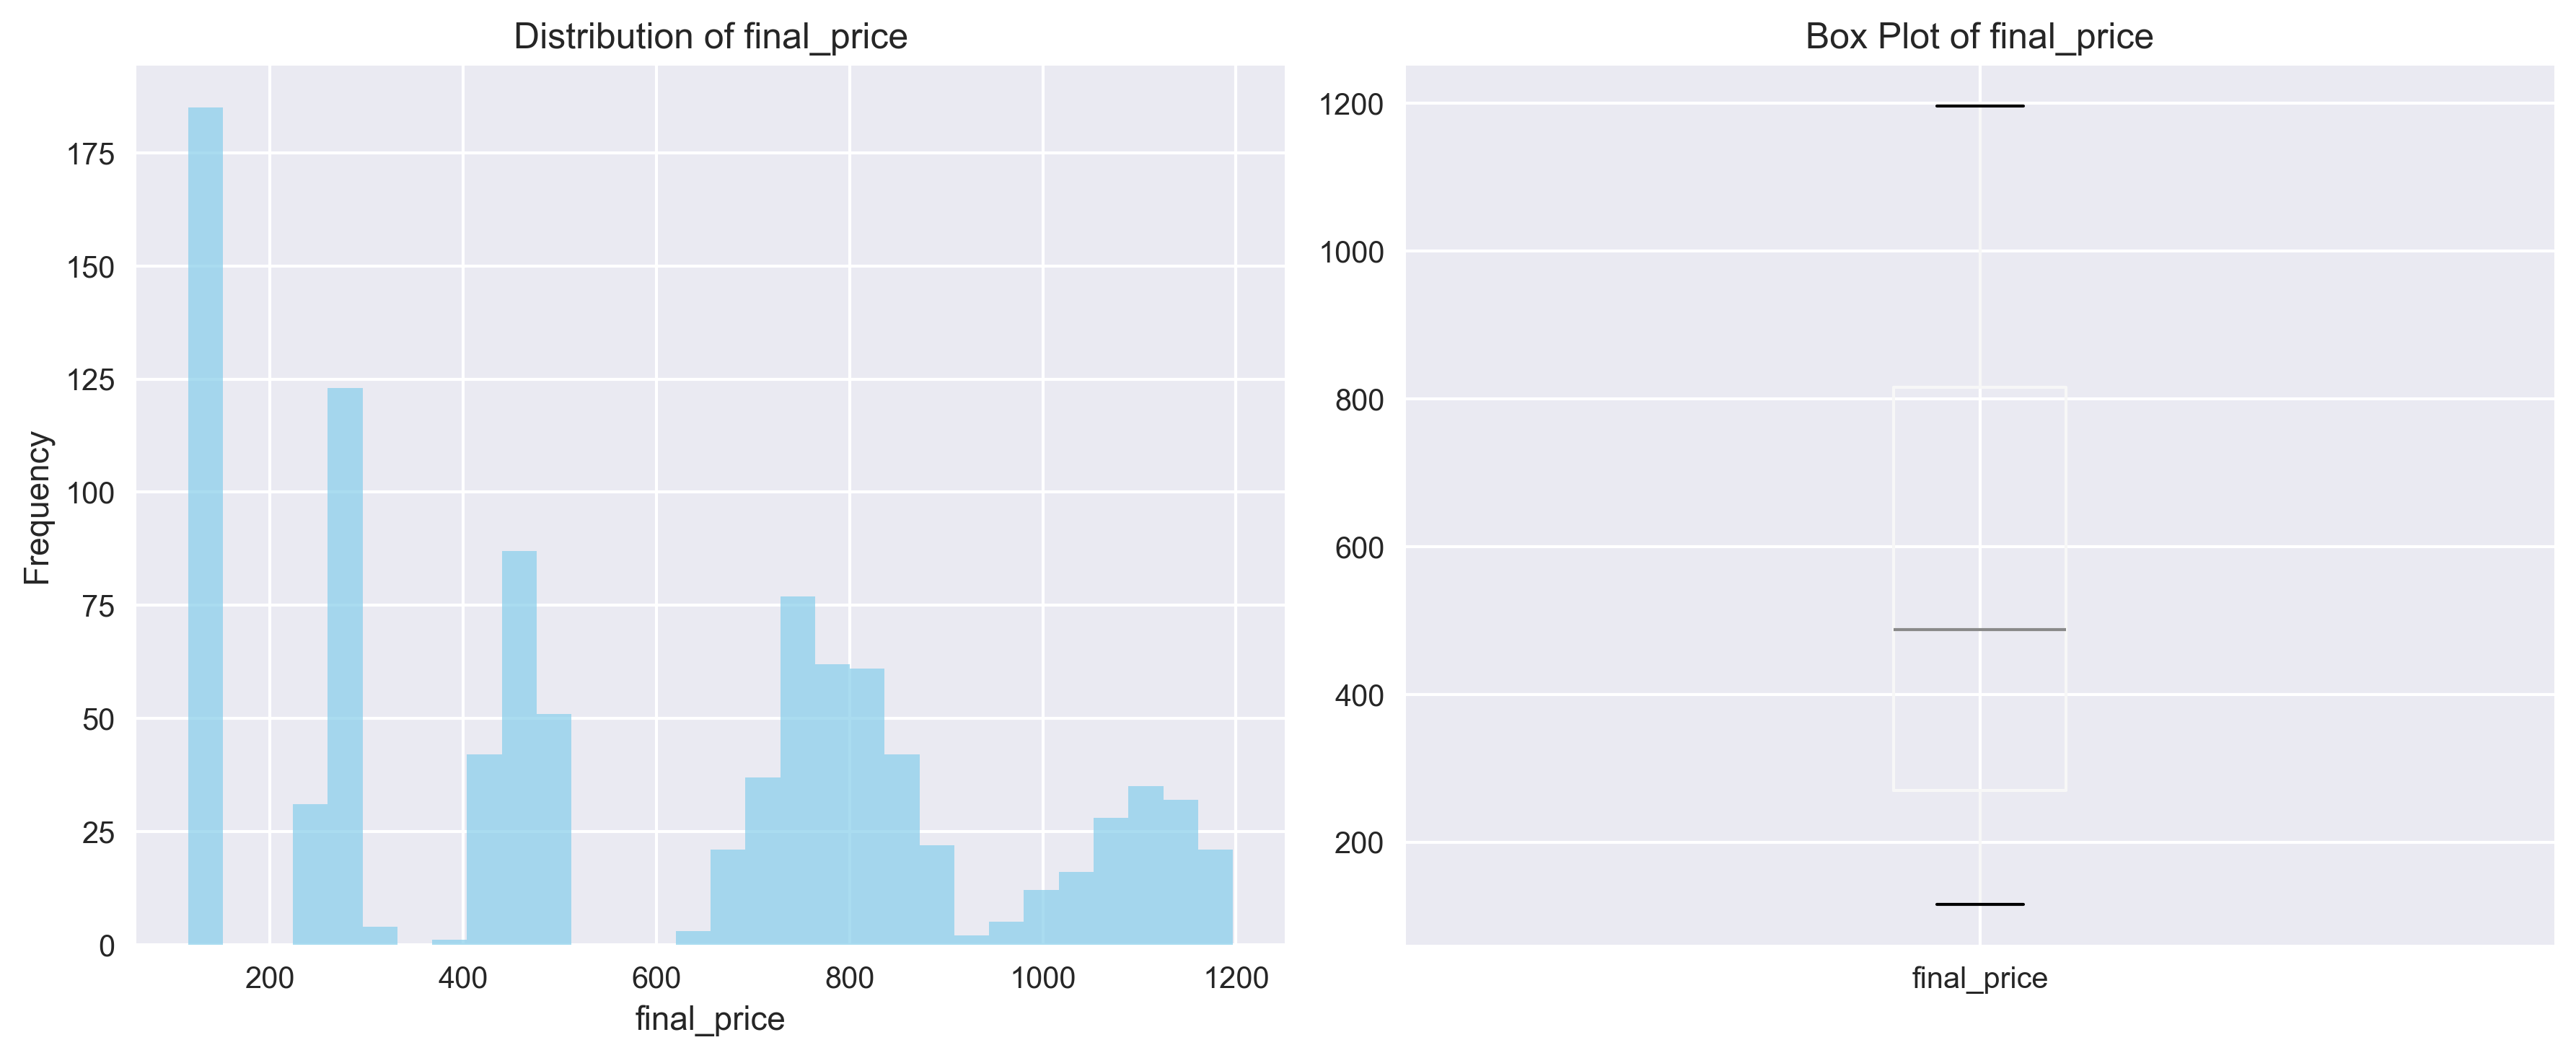 Distribution of final_price
175
150
125
100
75
50
25
0
Frequency
200 400 600 800 1000 1200
final_price
Box Plot of final_price
1200
1000
800
600
400
200
final_price